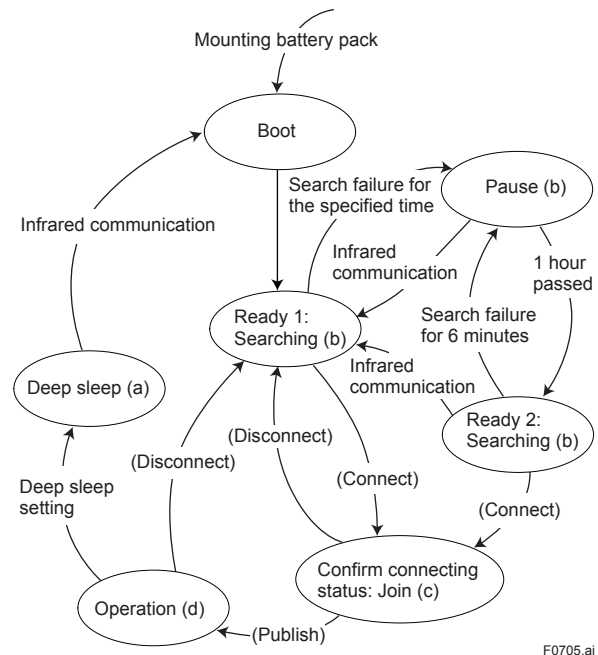 Mounting battery pack
Boot
Search failure for
the specified time
Pause (b)
Infrared communication
Infrared
communication
1 hour
passed
Ready 1:
Searching (b)
Search failure
for 6 minutes
Infrared
communication
Deep sleep (a)
Ready 2:
Searching (b)
(Disconnect)
(Disconnect)
(Connect)
(Connect)
Deep sleep
setting
Confirm connecting
status: Join (c)
Operation (d)
(Publish)
F0705.ai